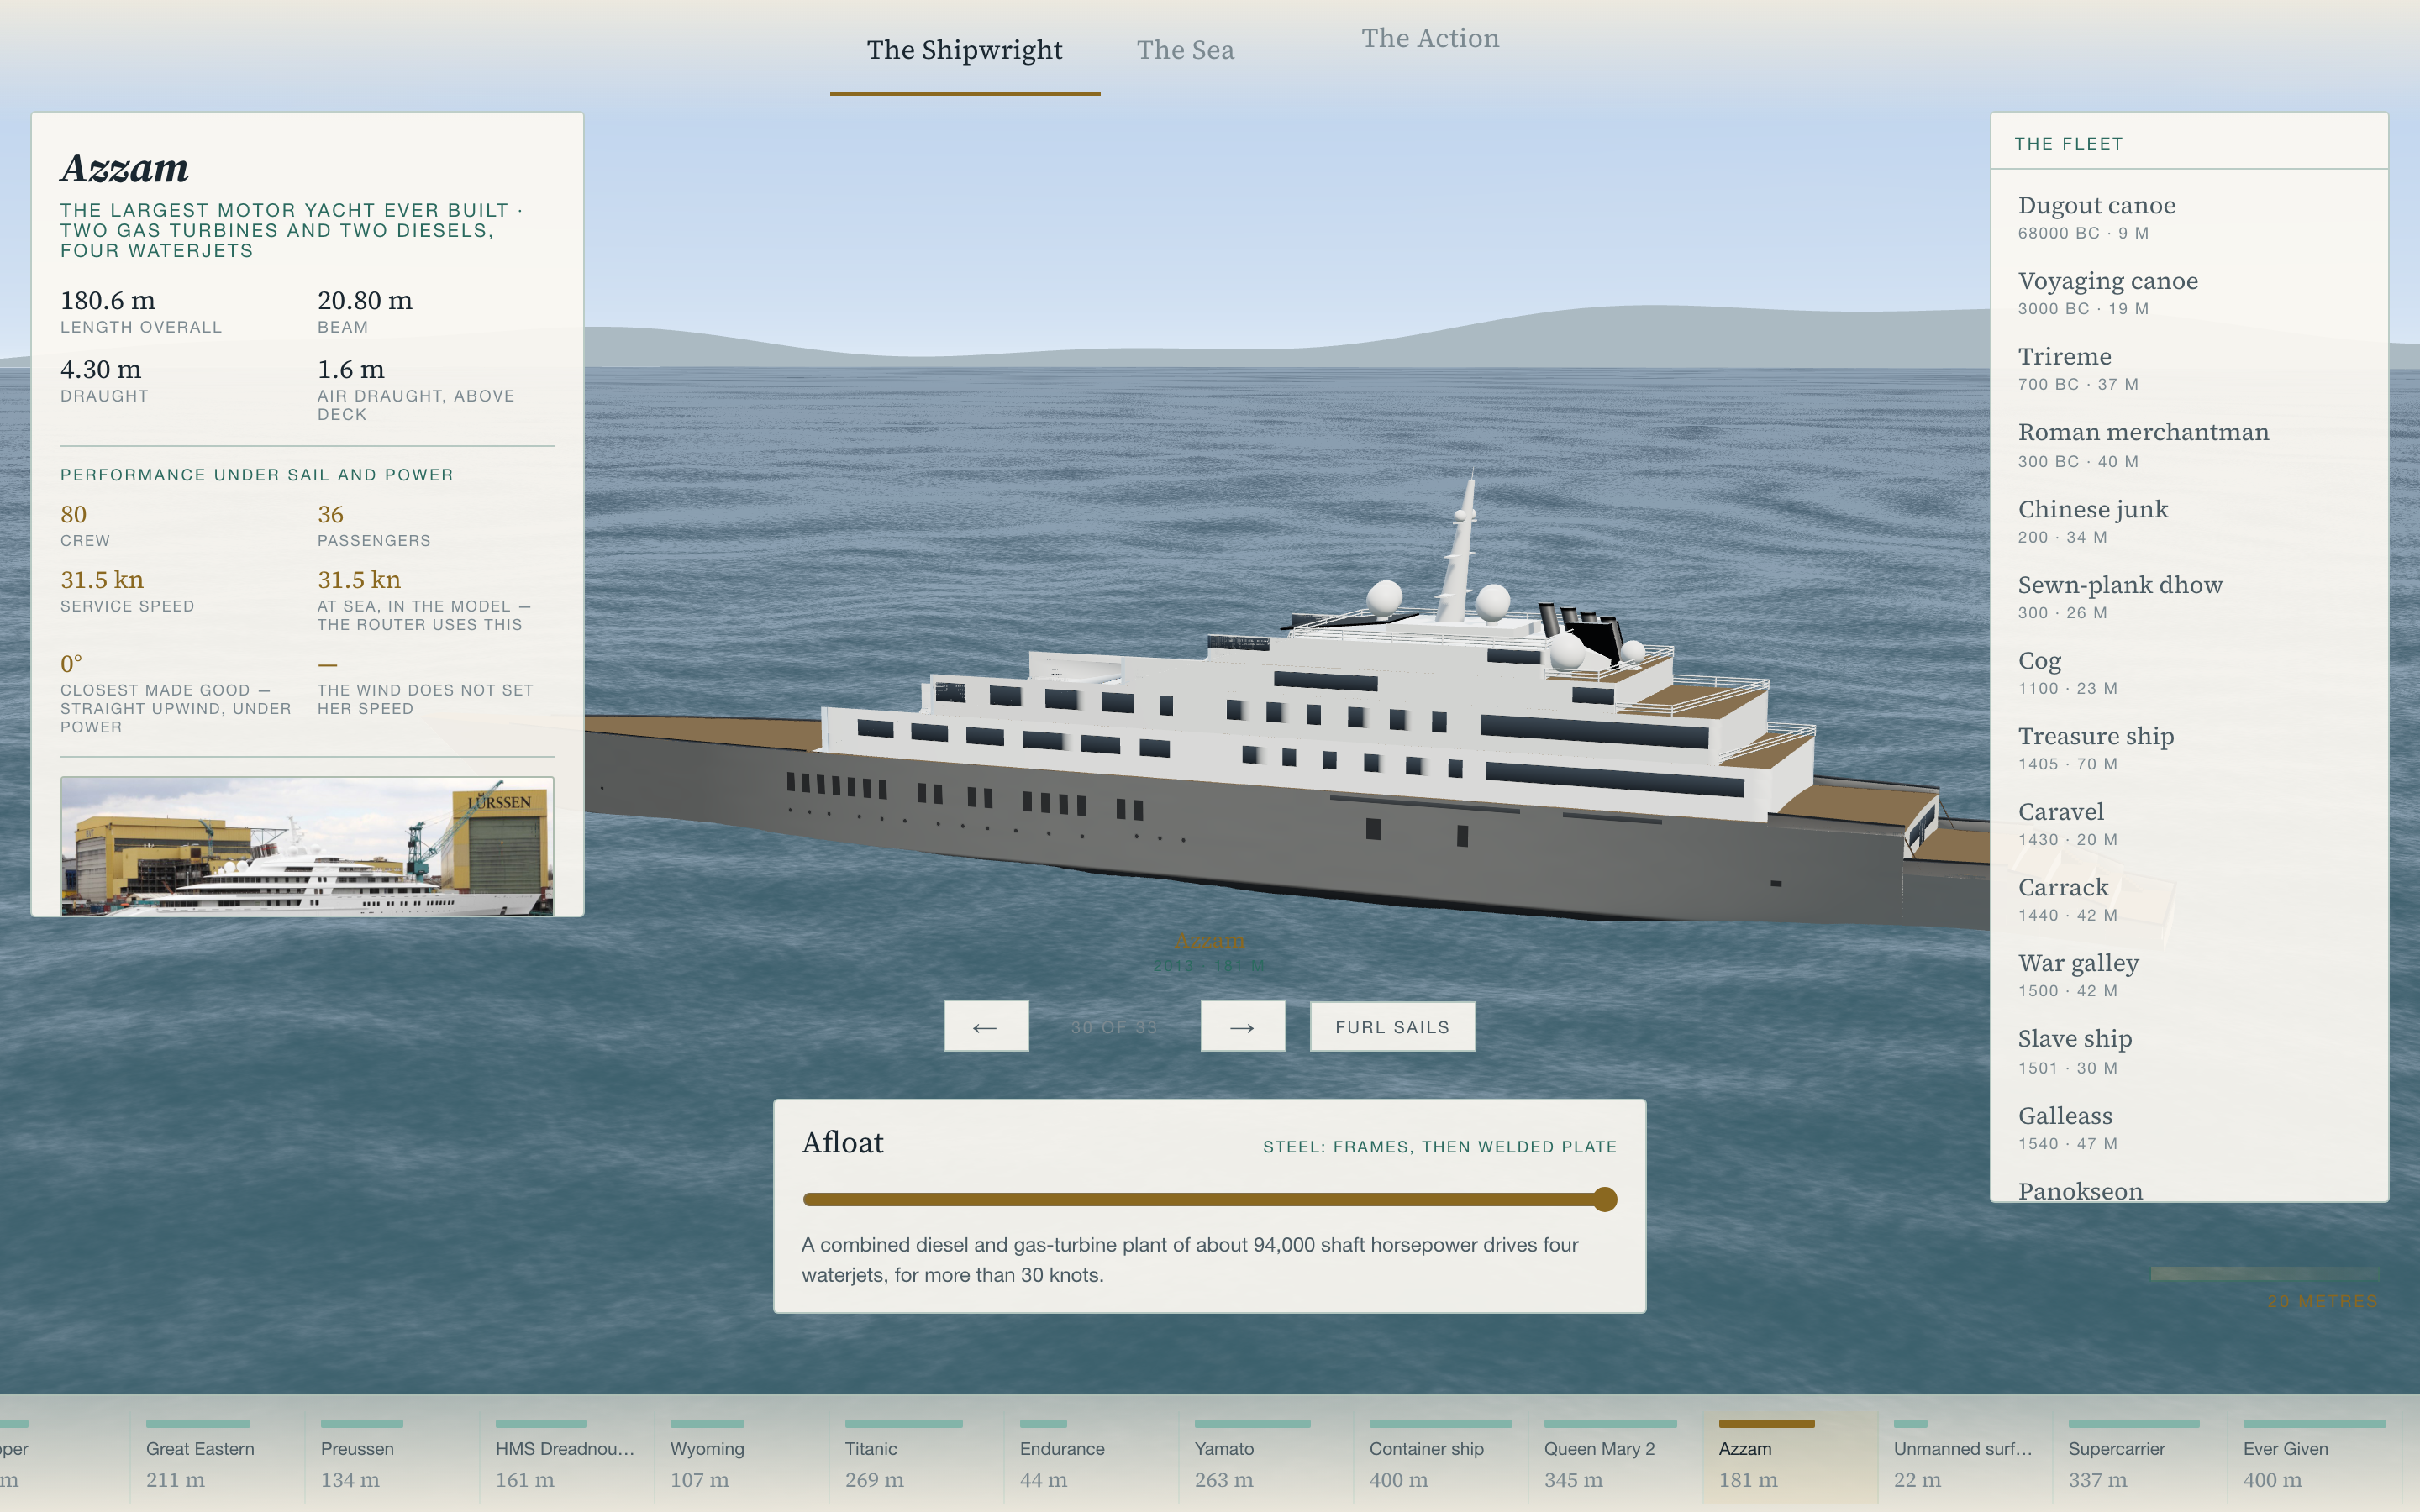 The Shipwright
The Sea
The Action
Azzam
THE LARGEST MOTOR YACHT EVER BUILT ·
TWO GAS TURBINES AND TWO DIESELS,
FOUR WATERJETS
180.6 m
LENGTH OVERALL
20.80 m
BEAM
4.30 m
DRAUGHT
1.6 m
AIR DRAUGHT, ABOVE
DECK
PERFORMANCE UNDER SAIL AND POWER
80
CREW
36
PASSENGERS
31.5 kn
SERVICE SPEED
31.5 kn
AT SEA, IN THE MODEL —
THE ROUTER USES THIS
0°
CLOSEST MADE GOOD —
STRAIGHT UPWIND, UNDER
POWER
—
THE WIND DOES NOT SET
HER SPEED
LÜRSSEN
Azzam
2013 · 181 M
←
30 OF 33
→
FURL SAILS
Afloat
STEEL: FRAMES, THEN WELDED PLATE
A combined diesel and gas-turbine plant of about 94,000 shaft horsepower drives four
waterjets, for more than 30 knots.
THE FLEET
Dugout canoe
68000 BC · 9 M
Voyaging canoe
3000 BC · 19 M
Trireme
700 BC · 37 M
Roman merchantman
300 BC · 40 M
Chinese junk
200 · 34 M
Sewn-plank dhow
300 · 26 M
Cog
1100 · 23 M
Treasure ship
1405 · 70 M
Caravel
1430 · 20 M
Carrack
1440 · 42 M
War galley
1500 · 42 M
Slave ship
1501 · 30 M
Galleass
1540 · 47 M
Panokseon
20 METRES
pper
m
Great Eastern
211 m
Preussen
134 m
HMS Dreadnou...
161 m
Wyoming
107 m
Titanic
269 m
Endurance
44 m
Yamato
263 m
Container ship
400 m
Queen Mary 2
345 m
Azzam
181 m
Unmanned surf...
22 m
Supercarrier
337 m
Ever Given
400 m